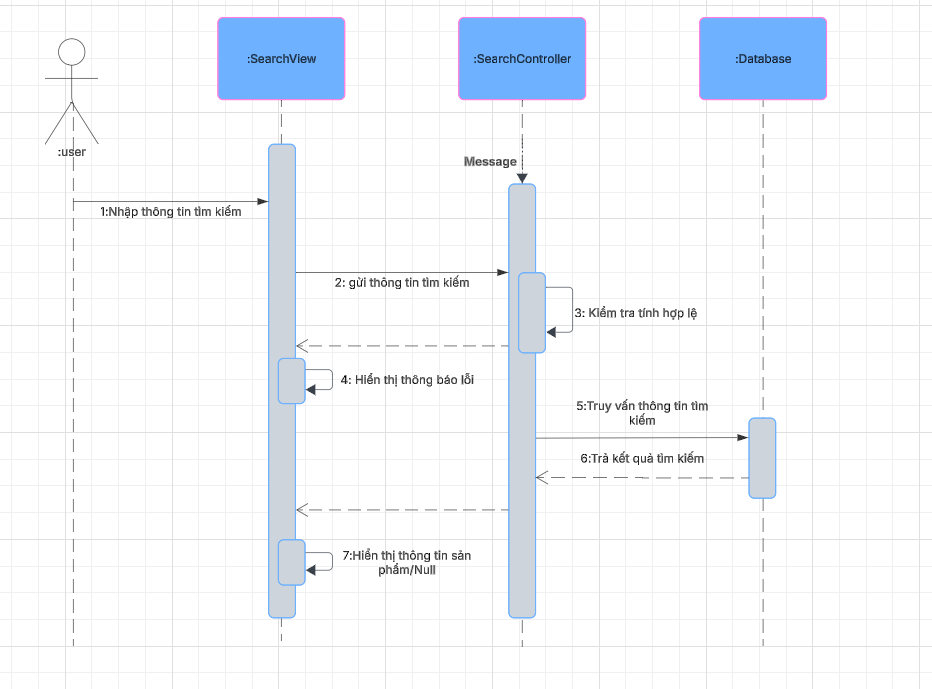 :SearchView
:SearchController
:Database
:user
Message
1:Nhập thông tin tìm kiếm
2: gửi thông tin tìm kiếm
3: Kiểm tra tính hợp lệ
4: Hiển thị thông báo lỗi
5:Truy vấn thông tin tìm
kiếm
6:Trả kết quả tìm kiếm
7:Hiển thị thông tin sản
phẩm/Null